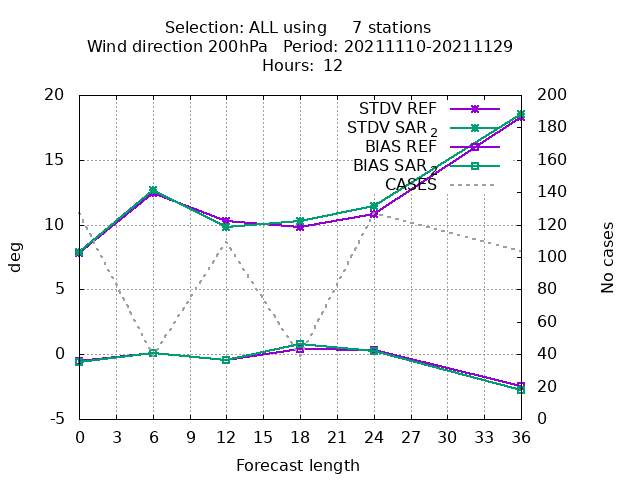 Selection: ALL using 7 stations
Wind direction 200hPa Period: 20211110-20211129
Hours: 12
20 200
STDV REF
STDV SAR 2
180
BIAS REF
15 160
BIAS SAR 2
CASES
140
10 120
deg No cases
100
5 80
60
0 40
20
-5 0
0 3 6 9 12 15 18 21 24 27 30 33 36
Forecast length